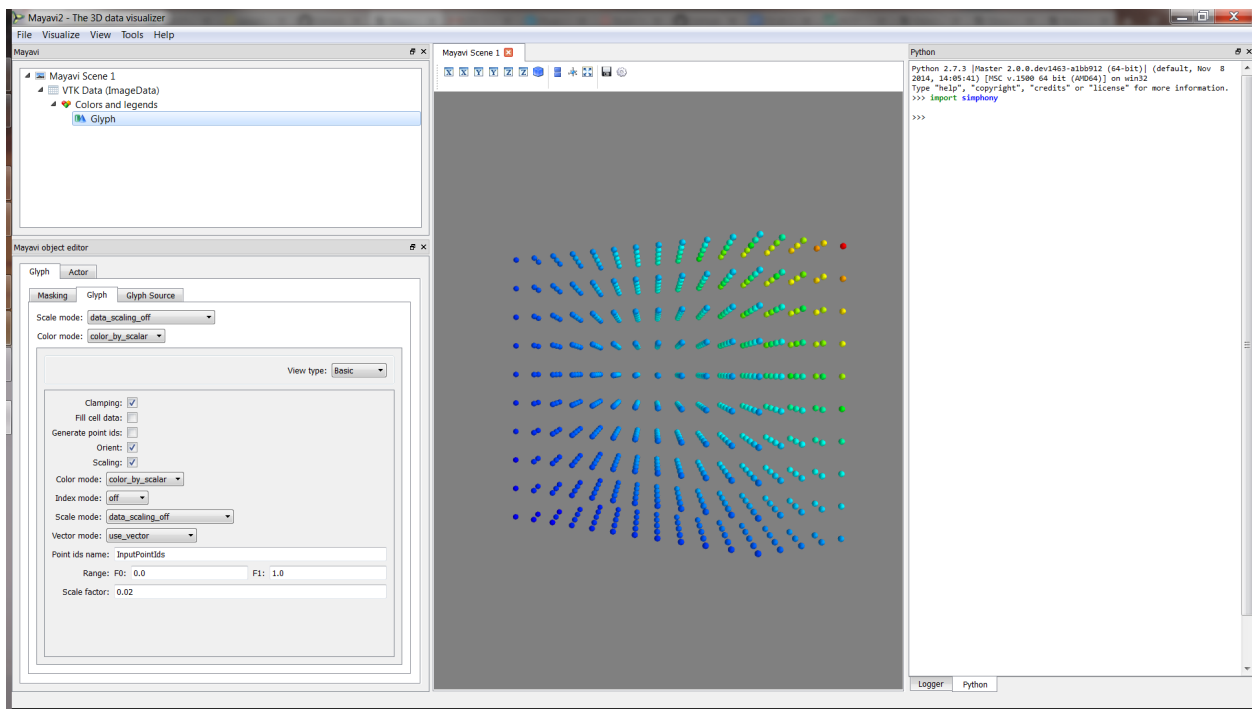 Mayavi2 - The 3D data visualizer
File Visualize View Tools Help
Mayavi
Mayavi Scene 1
VTK Data (ImageData)
Colors and legends
Glyph
Mayavi object editor
Glyph Actor
Masking Glyph Glyph Source
Scale mode: data_scaling_off
Color mode: color_by_scalar
View type: Basic
Clamping:
Fill cell data:
Generate point ids:
Orient:
Scaling:
Color mode: color_by_scalar
Index mode: off
Scale mode: data_scaling_off
Vector mode: use_vector
Point ids name: InputPointIds
Range: F0: 0.0 F1: 1.0
Scale factor: 0.02
Mayavi Scene 1
X X Y Y Z Z
Python
Python 2.7.3 |Master 2.0.0.dev1463-a1bb912 (64-bit)| (default, Nov 8
2014, 14:05:41) [MSC v.1500 64 bit (AMD64)] on win32
Type "help", "copyright", "credits" or "license" for more information.
>>> import simphony
>>>
Logger Python